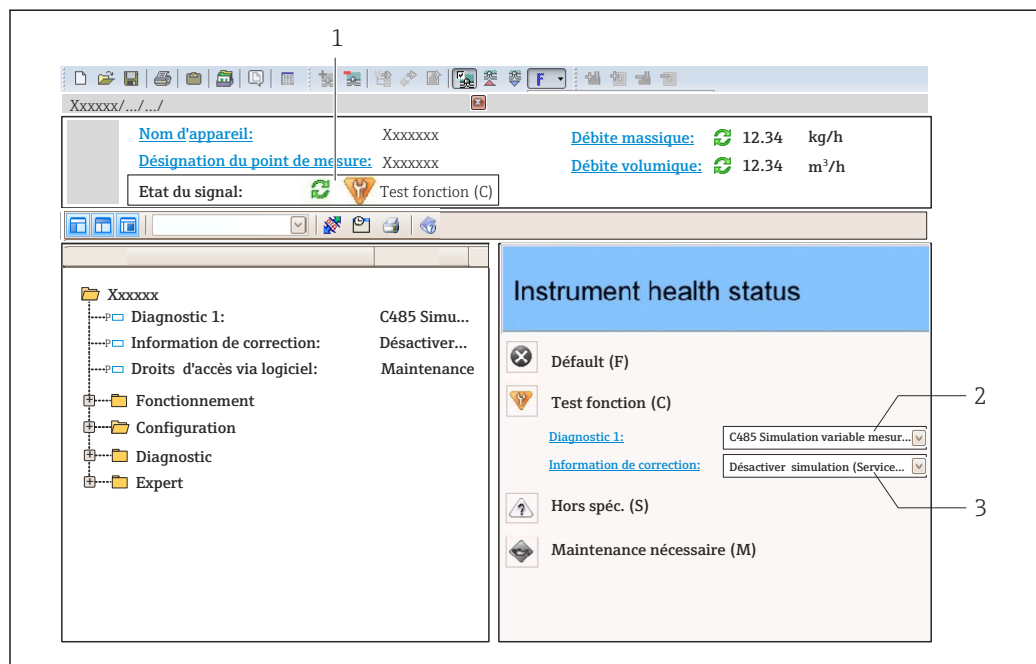 1
F
Xxxxxx/.../.../
Nom d'appareil: Xxxxxxx Débite massique: 12.34 kg/h
Désignation du point de mesure: Xxxxxxx Débite volumique: 12.34 m³/h
Etat du signal: Test fonction (C)
Xxxxxx
P Diagnostic 1: C485 Simu...
P Information de correction: Désactiver...
P Droits d'accès via logiciel: Maintenance
Fonctionnement
Configuration
Diagnostic
Expert
Instrument health status
Défault (F)
Test fonction (C)
2
Diagnostic 1: C485 Simulation variable mesur...
Information de correction: Désactiver simulation (Service...
3
Hors spéc. (S)
Maintenance nécessaire (M)